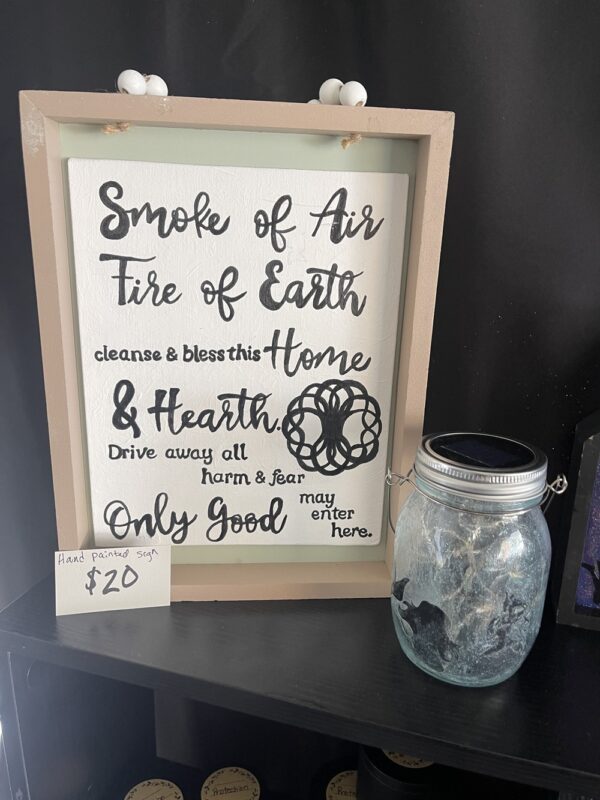 Smoke of Air
Fire of Earth
cleanse & bless this Home
& Hearth.
Drive away all
harm & fear
Only Good may
enter
here.
Hand painted sign
$20
Protection